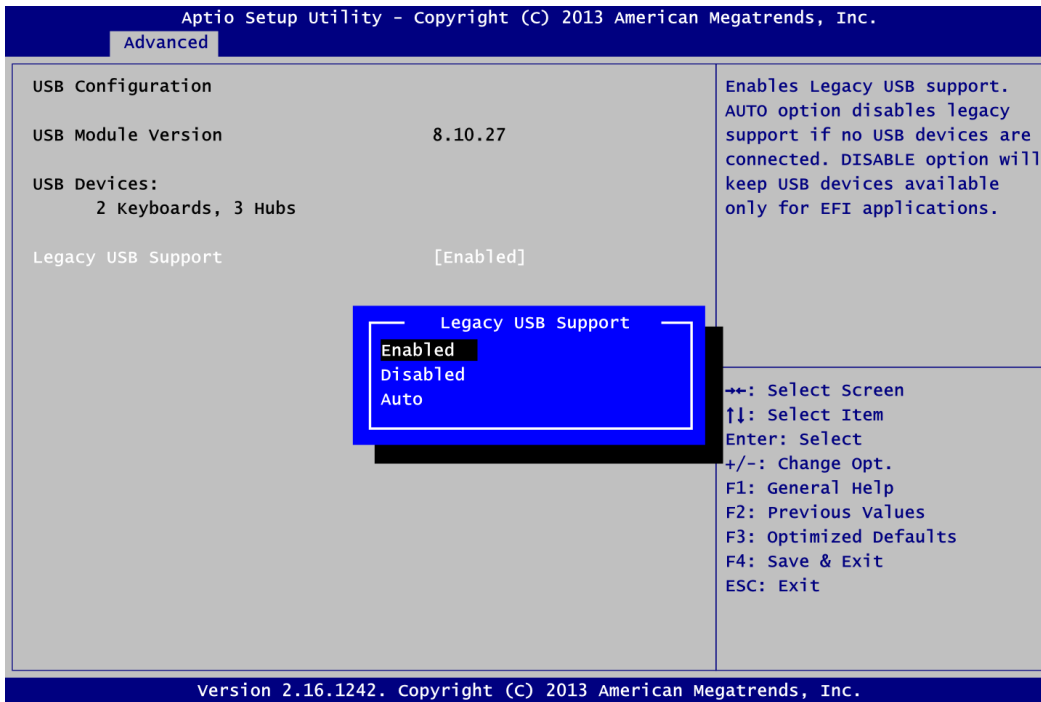 Aptio Setup Utility - Copyright (C) 2013 American Megatrends, Inc.
Advanced
USB Configuration
USB Module Version 8.10.27
USB Devices:
2 Keyboards, 3 Hubs
Legacy USB Support [Enabled]
Legacy USB Support
Enabled
Disabled
Auto
Enables Legacy USB support.
AUTO option disables legacy
support if no USB devices are
connected. DISABLE option will
keep USB devices available
only for EFI applications.
→←: Select Screen
↑↓: Select Item
Enter: Select
+/-: Change Opt.
F1: General Help
F2: Previous Values
F3: Optimized Defaults
F4: Save & Exit
ESC: Exit
Version 2.16.1242. Copyright (C) 2013 American Megatrends, Inc.